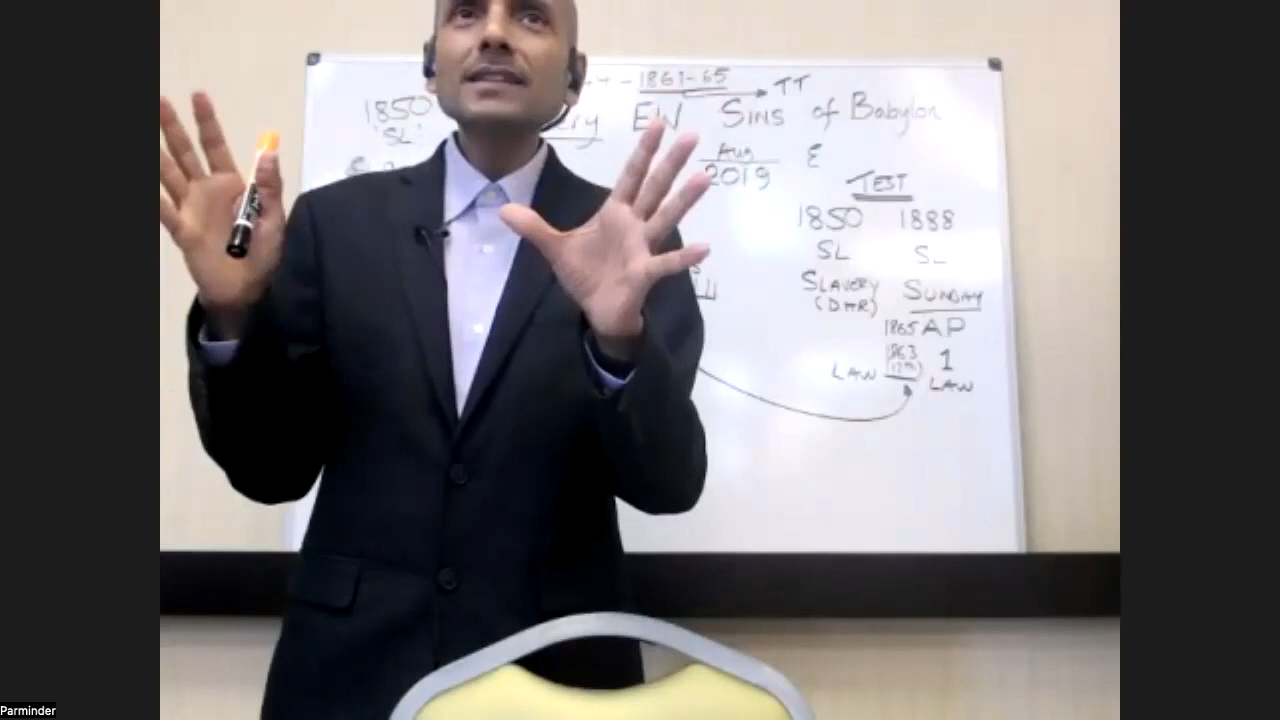 1861-65 TT
1850 EW Sins of Babylon
'SL'
Aug E
2019 TEST
1850 1888
SL SL
SLAVERY SUNDAY
(DHR)
1865 AP
1863 1
LAW LAW
Parminder